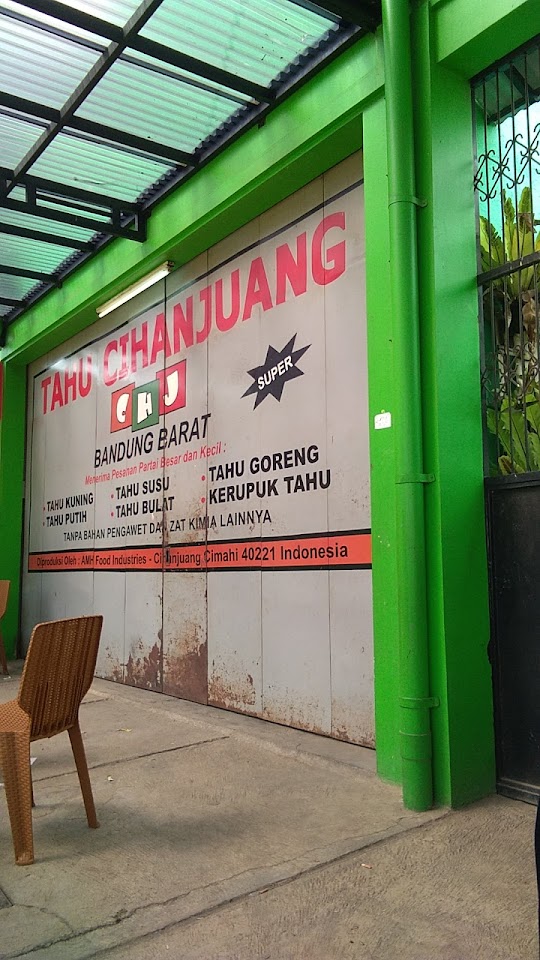 TAHU CIHANJUANG
CHJ
SUPER
BANDUNG BARAT
Menerima Pesanan Partai Besar dan Kecil :
• TAHU KUNING
• TAHU PUTIH
• TAHU SUSU
• TAHU BULAT
• TAHU GORENG
• KERUPUK TAHU
TANPA BAHAN PENGAWET DAN ZAT KIMIA LAINNYA
Diproduksi Oleh : AMH Food Industries - Cihanjuang Cimahi 40221 Indonesia